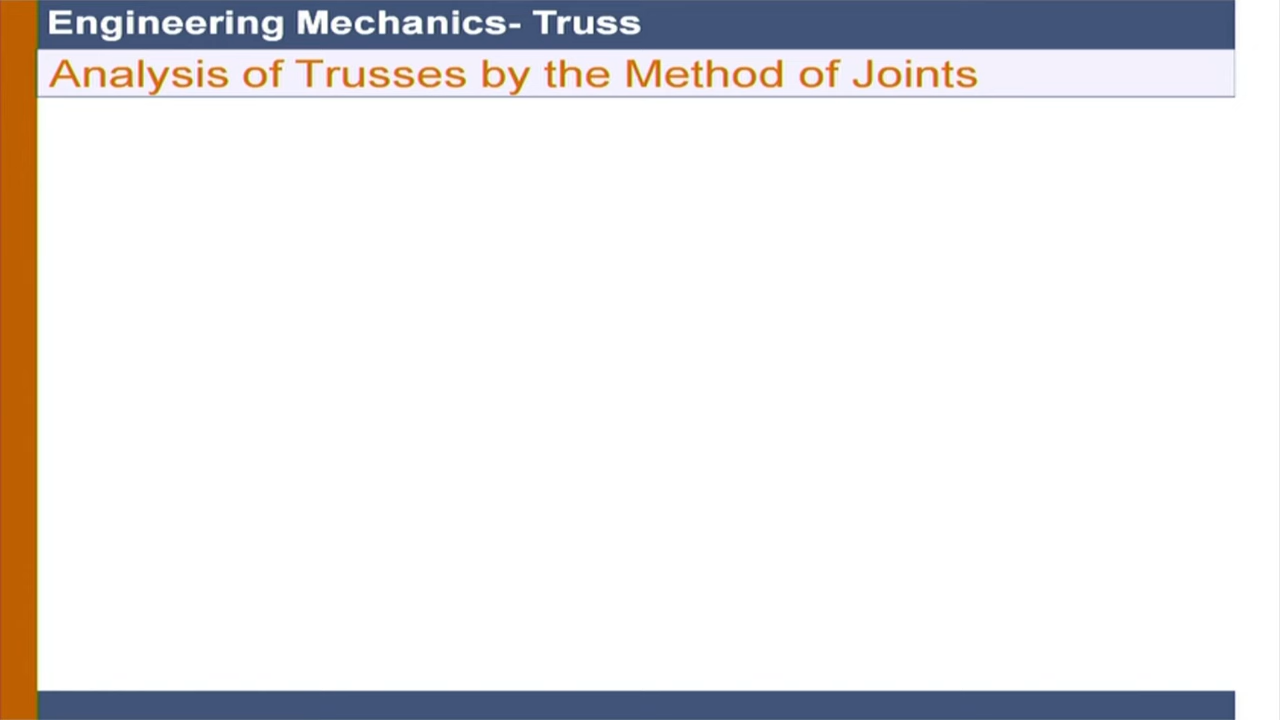 Engineering Mechanics- Truss
Analysis of Trusses by the Method of Joints